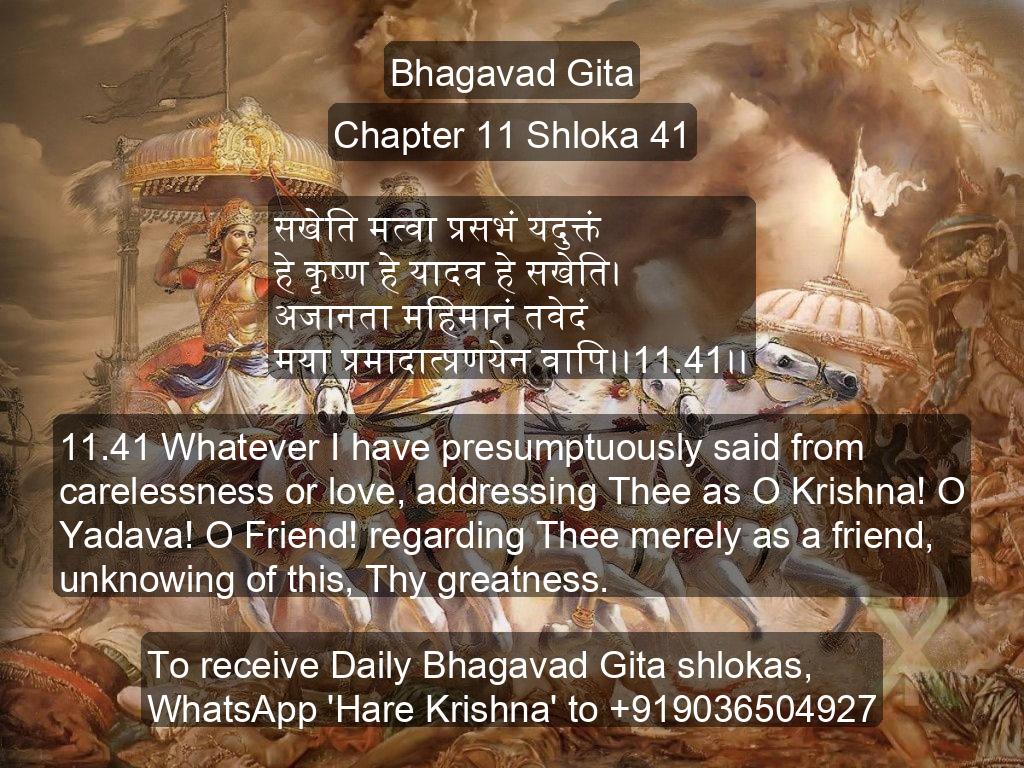 Bhagavad Gita
Chapter 11 Shloka 41
सखेति मत्वा प्रसभं यदुक्तं
हे कृष्ण हे यादव हे सखेति।
अजानता महिमानं तवेदं
मया प्रमादात्प्रणयेन वापि।।11.41।।
11.41 Whatever I have presumptuously said from
carelessness or love, addressing Thee as O Krishna! O
Yadava! O Friend! regarding Thee merely as a friend,
unknowing of this, Thy greatness.
To receive Daily Bhagavad Gita shlokas,
WhatsApp 'Hare Krishna' to +919036504927